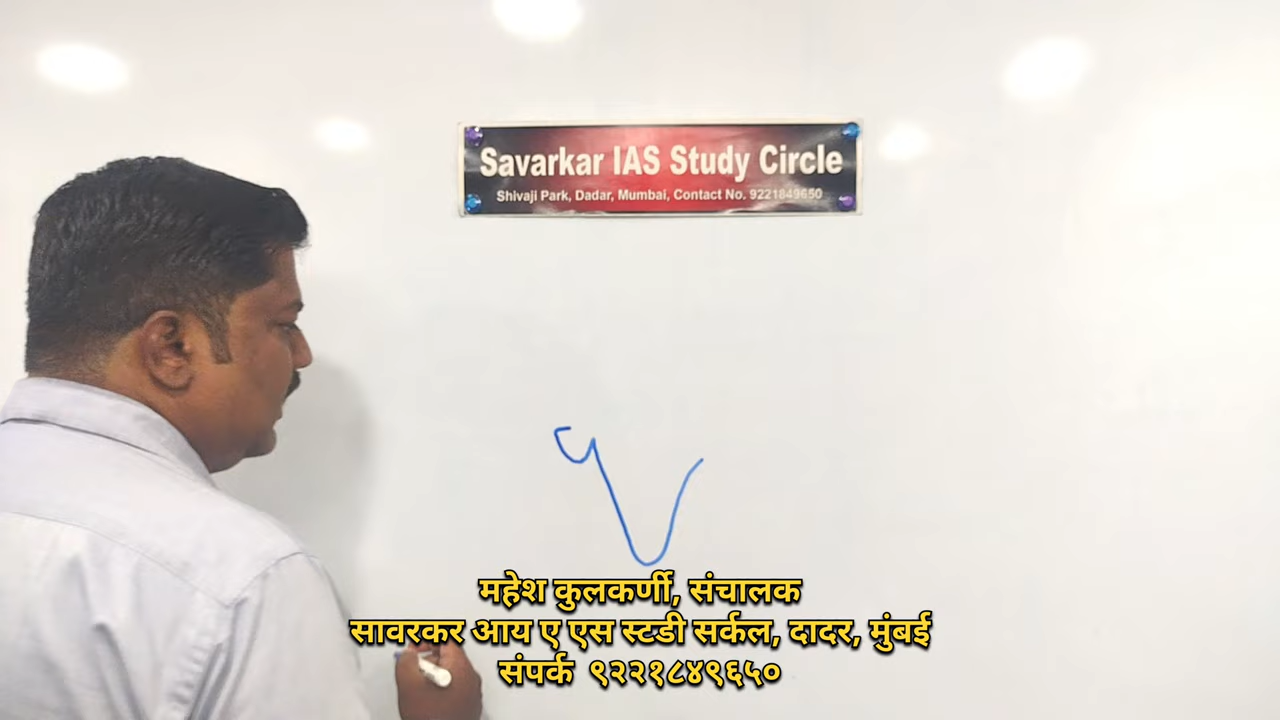 Savarkar IAS Study Circle
Shivaji Park, Dadar, Mumbai, Contact No. 9221849650
महेश कुलकर्णी, संचालक
सावरकर आय ए एस स्टडी सर्कल, दादर, मुंबई
संपर्क ९२२१८४९६५०